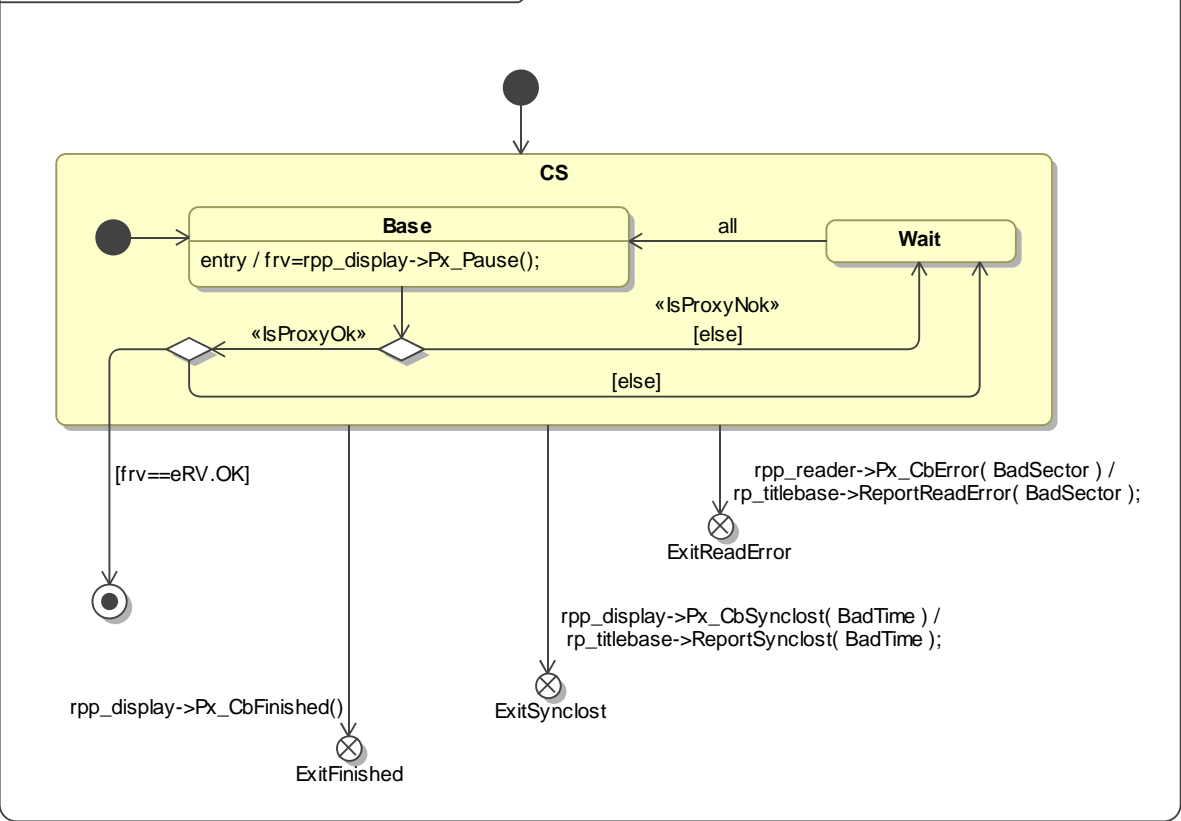 CS
Base
all
Wait
entry / frv=rpp_display->Px_Pause();
«IsProxyNok»
«IsProxyOk»
[else]
[else]
[frv==eRV.OK]
rpp_reader->Px_CbError( BadSector ) /
rp_titlebase->ReportReadError( BadSector );
ExitReadError
rpp_display->Px_CbSynclost( BadTime ) /
rp_titlebase->ReportSynclost( BadTime );
rpp_display->Px_CbFinished()
ExitSynclost
ExitFinished